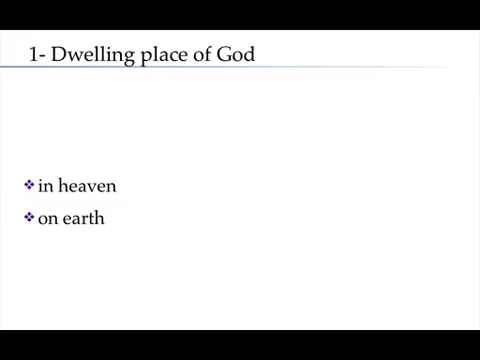 1- Dwelling place of God
❖ in heaven
❖ on earth